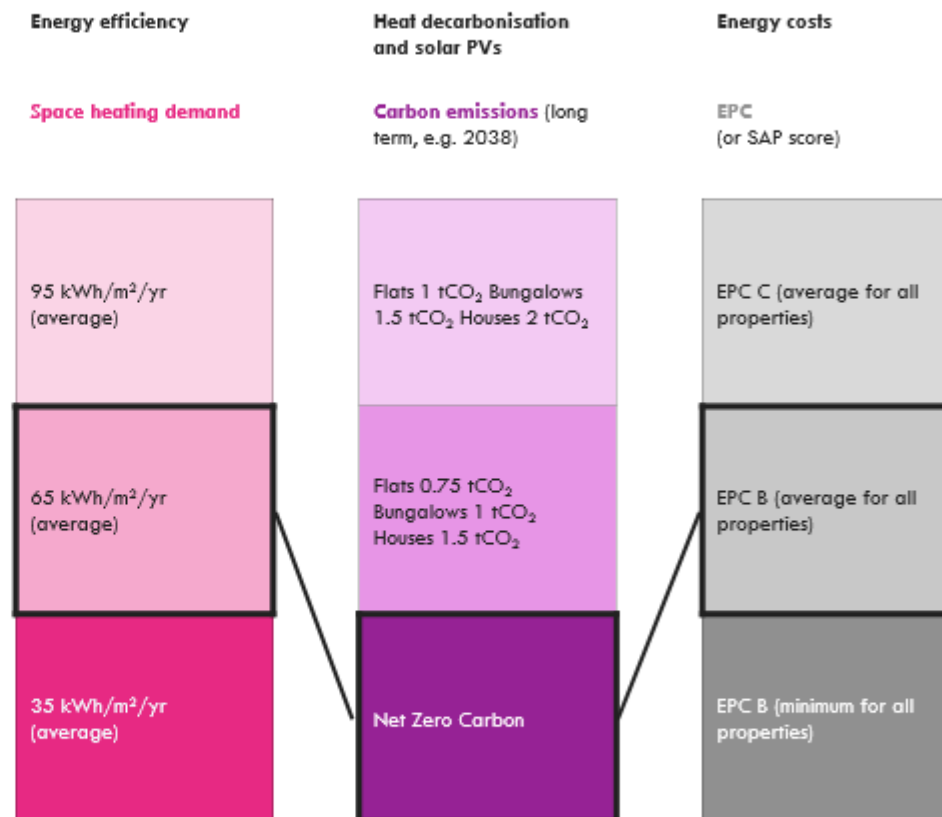 Energy efficiency
Heat decarbonisation
and solar PVs
Energy costs
Space heating demand
Carbon emissions (long
term, e.g. 2038)
EPC
(or SAP score)
95 kWh/m²/yr
(average)
Flats 1 tCO₂ Bungalows
1.5 tCO₂ Houses 2 tCO₂
EPC C (average for all
properties)
65 kWh/m²/yr
(average)
Flats 0.75 tCO₂
Bungalows 1 tCO₂
Houses 1.5 tCO₂
EPC B (average for all
properties)
35 kWh/m²/yr
(average)
Net Zero Carbon
EPC B (minimum for all
properties)